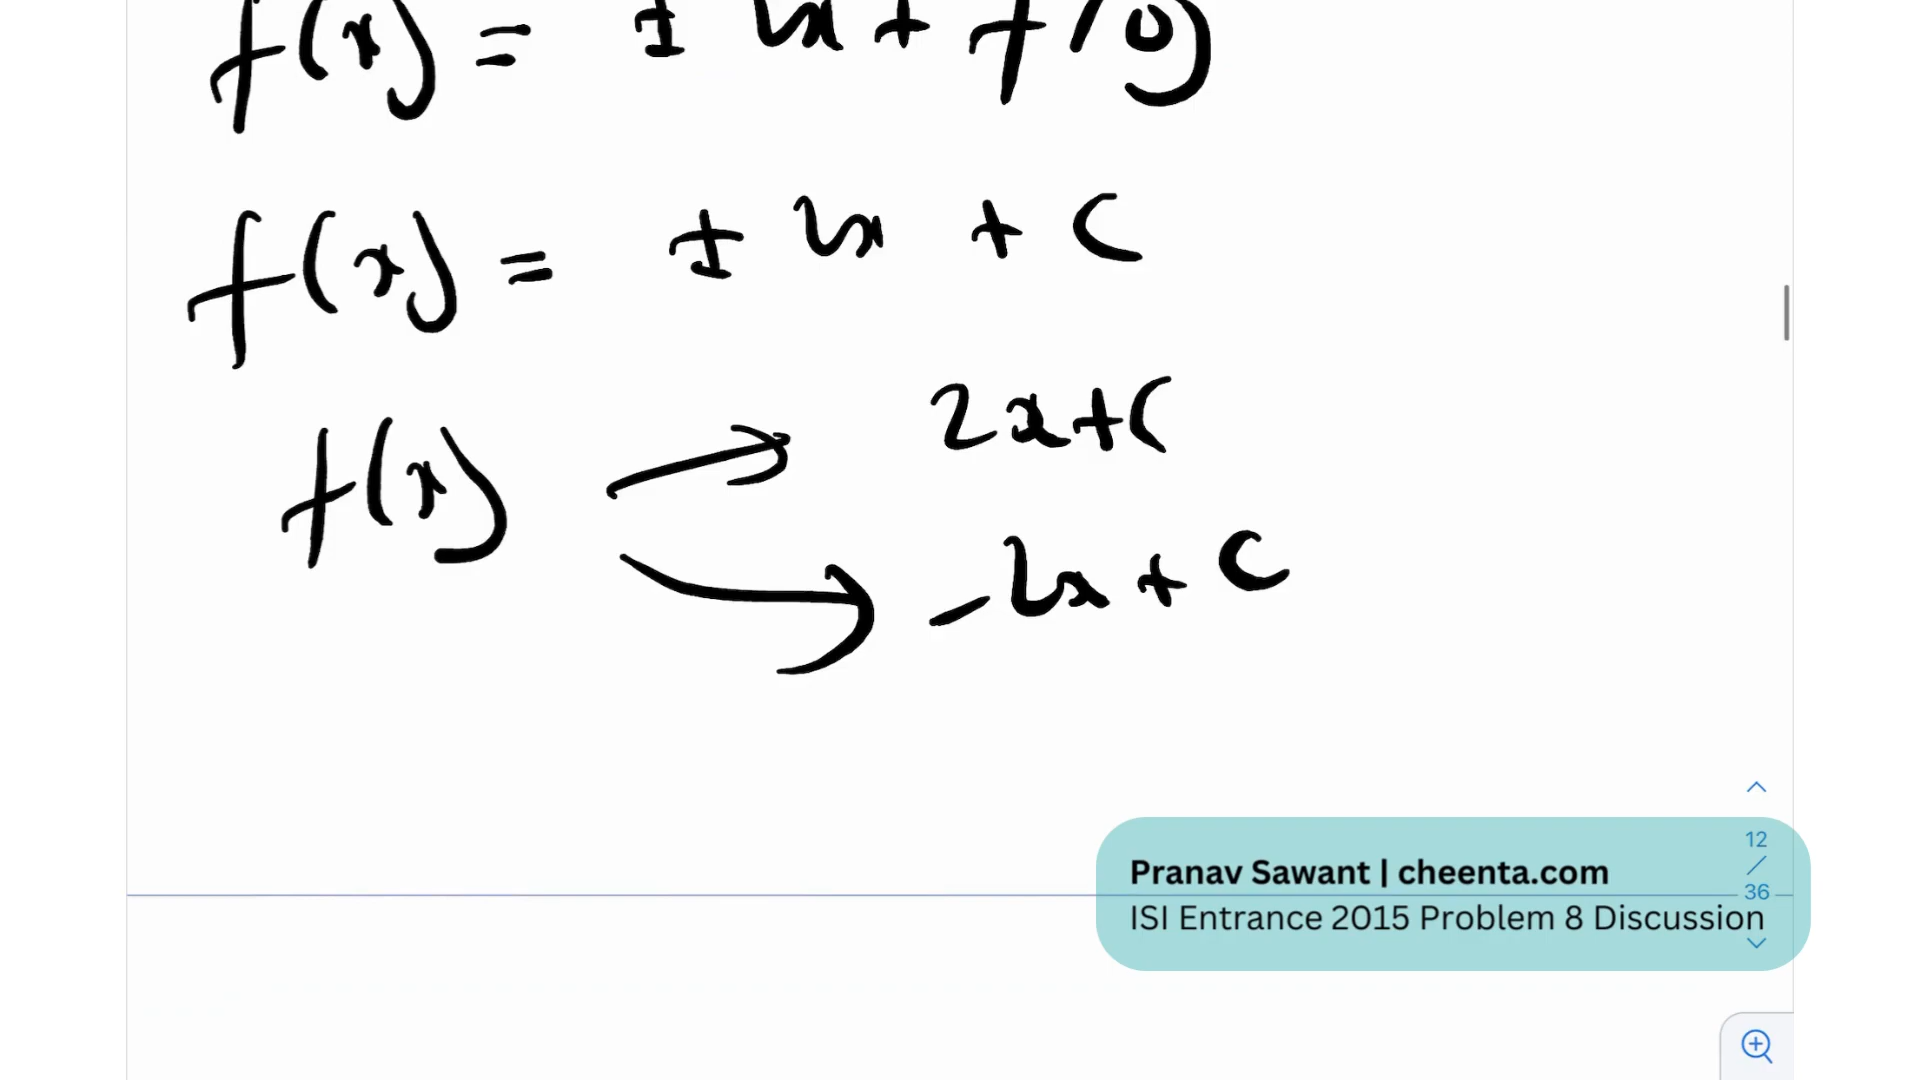 f(x) = ± 2x + f(0)
f(x) = ± 2x + C
f(x)
2x+C
-2x + C
12
/
36
Pranav Sawant | cheenta.com
ISI Entrance 2015 Problem 8 Discussion